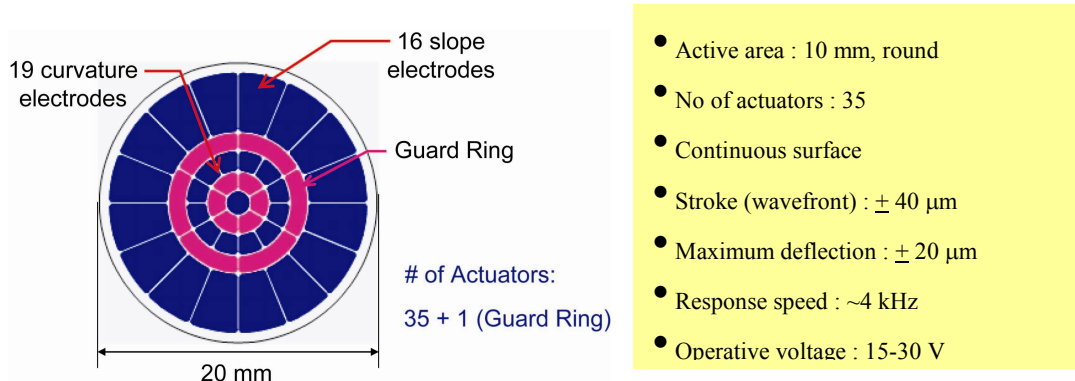 16 slope
electrodes
19 curvature
electrodes
Guard Ring
# of Actuators:
35 + 1 (Guard Ring)
20 mm
• Active area : 10 mm, round
• No of actuators : 35
• Continuous surface
• Stroke (wavefront) : ± 40 μm
• Maximum deflection : ± 20 μm
• Response speed : ~4 kHz
• Operative voltage : 15-30 V